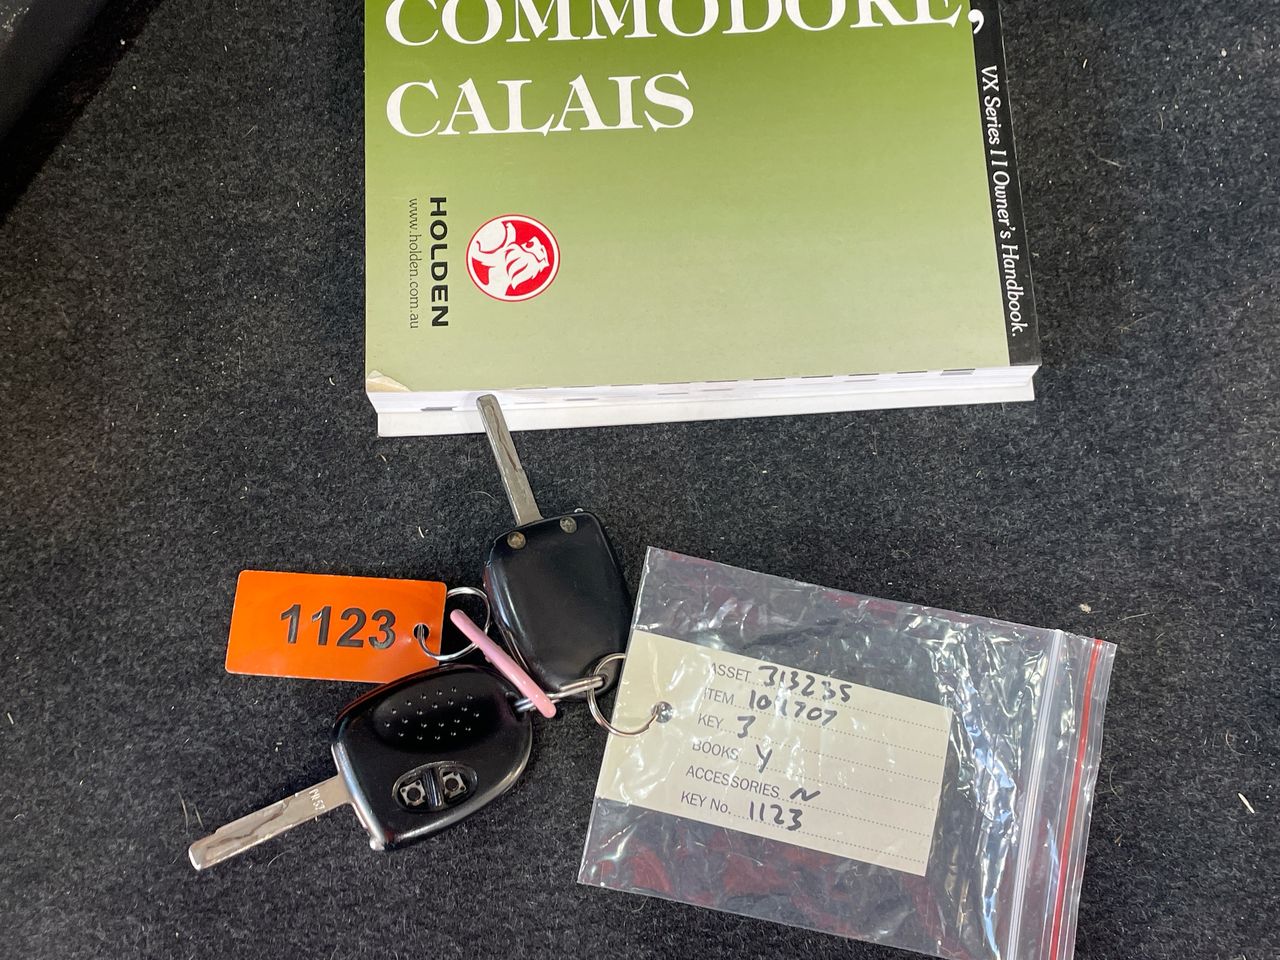 COMMODORE,
CALAIS
HOLDEN
www.holden.com.au
VX Series II Owner's Handbook.
1123
ASSET 313235
ITEM 101707
KEY 3
BOOKS Y
ACCESSORIES N
KEY No. 1123